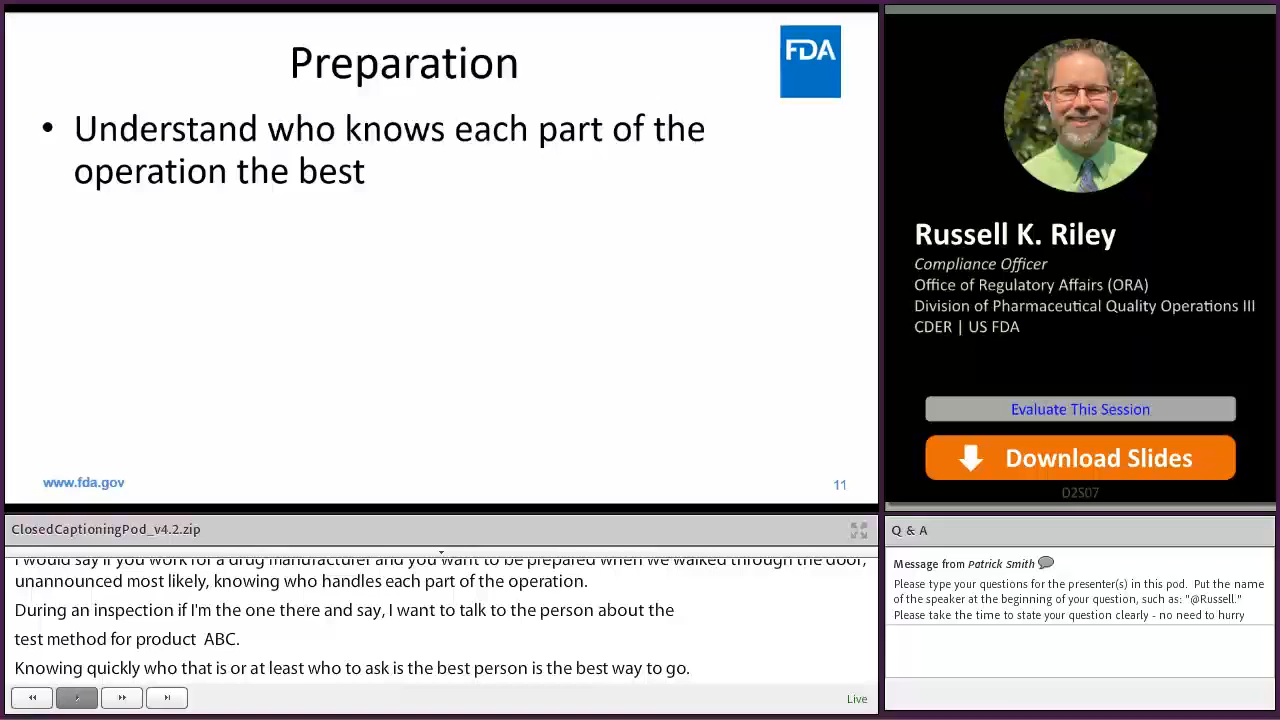 Preparation
FDA
• Understand who knows each part of the
operation the best
www.fda.gov
11
Russell K. Riley
Compliance Officer
Office of Regulatory Affairs (ORA)
Division of Pharmaceutical Quality Operations III
CDER | US FDA
Evaluate This Session
Download Slides
D2S07
ClosedCaptioningPod_v4.2.zip
I would say if you work for a drug manufacturer and you want to be prepared when we walked through the door,
unannounced most likely, knowing who handles each part of the operation.
During an inspection if I'm the one there and say, I want to talk to the person about the
test method for product ABC.
Knowing quickly who that is or at least who to ask is the best person is the best way to go.
Live
Q & A
Message from Patrick Smith
Please type your questions for the presenter(s) in this pod. Put the name
of the speaker at the beginning of your question, such as: "@Russell."
Please take the time to state your question clearly - no need to hurry